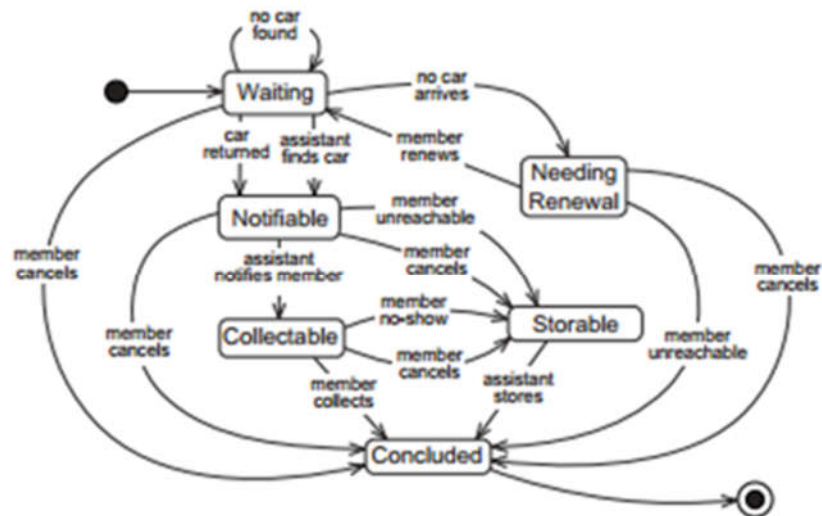 no car
found
Waiting
no car
arrives
car
returned
assistant
finds car
member
renews
Needing
Renewal
Notifiable
member
unreachable
member
cancels
assistant
notifies member
member
cancels
member
cancels
Collectable
member
no-show
Storable
member
cancels
member
cancels
member
unreachable
member
collects
assistant
stores
Concluded